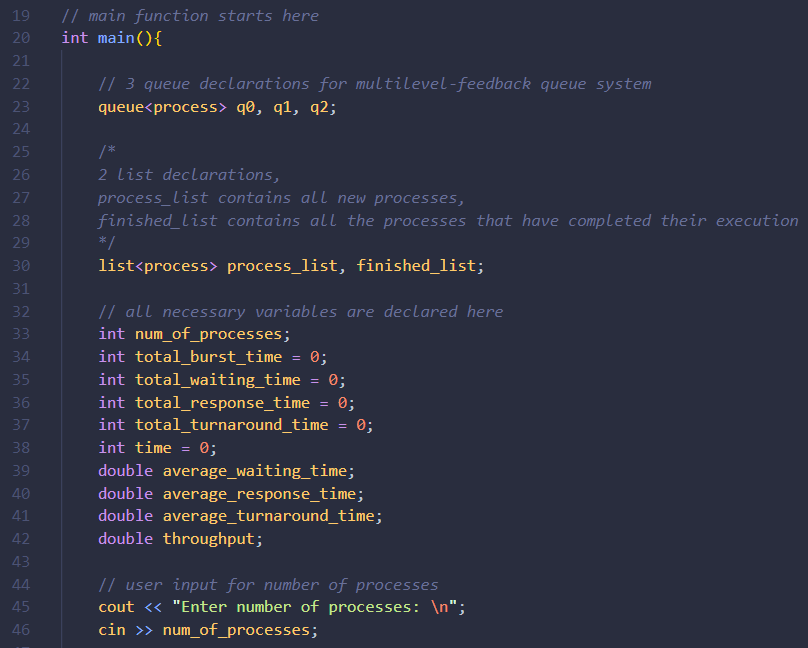 19 // main function starts here
20 int main(){
21
22 // 3 queue declarations for multilevel-feedback queue system
23 queue<process> q0, q1, q2;
24
25 /*
26 2 list declarations,
27 process_list contains all new processes,
28 finished_list contains all the processes that have completed their execution
29 */
30 list<process> process_list, finished_list;
31
32 // all necessary variables are declared here
33 int num_of_processes;
34 int total_burst_time = 0;
35 int total_waiting_time = 0;
36 int total_response_time = 0;
37 int total_turnaround_time = 0;
38 int time = 0;
39 double average_waiting_time;
40 double average_response_time;
41 double average_turnaround_time;
42 double throughput;
43
44 // user input for number of processes
45 cout << "Enter number of processes: \n";
46 cin >> num_of_processes;